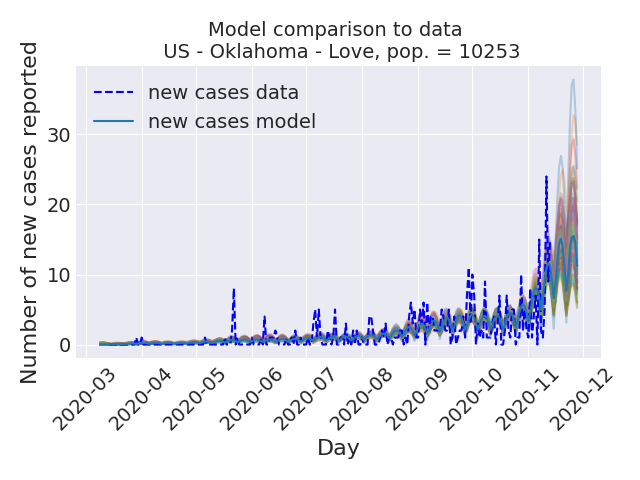 Model comparison to data
US - Oklahoma - Love, pop. = 10253
new cases data
new cases model
Number of new cases reported
30
20
10
0
2020-03
2020-04
2020-05
2020-06
2020-07
2020-08
2020-09
2020-10
2020-11
2020-12
Day